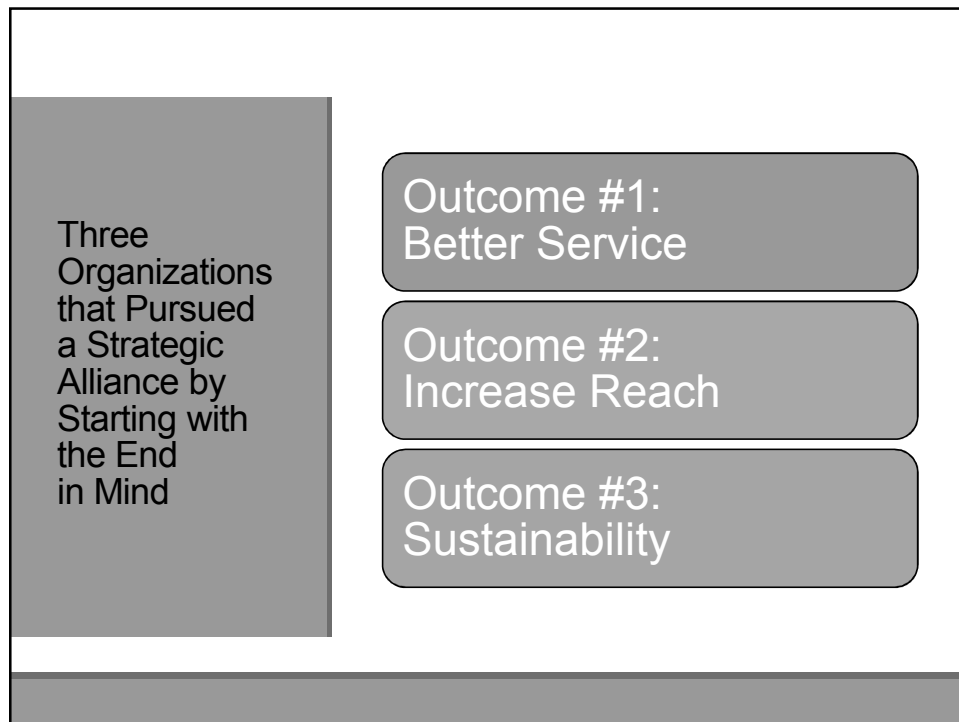 Three
Organizations
that Pursued
a Strategic
Alliance by
Starting with
the End
in Mind
Outcome #1:
Better Service
Outcome #2:
Increase Reach
Outcome #3:
Sustainability